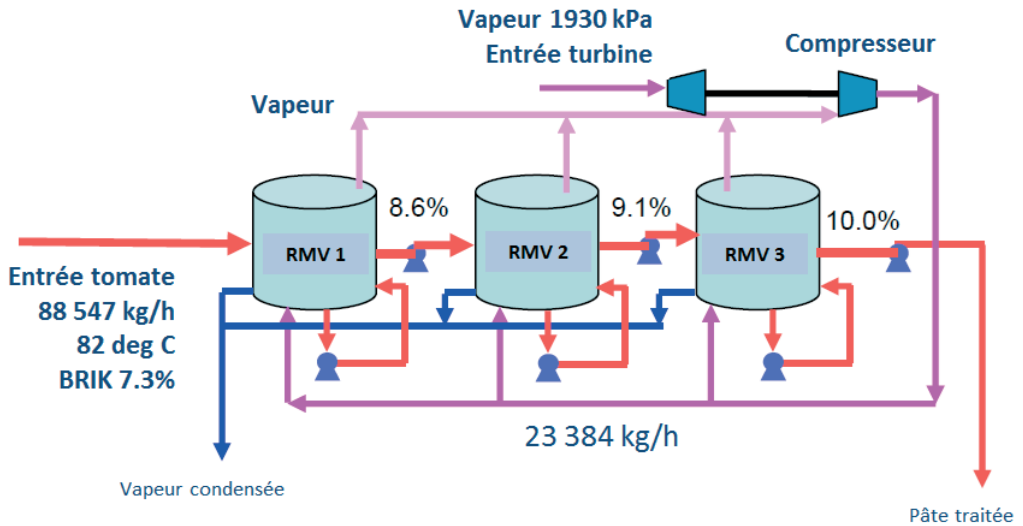 Vapeur 1930 kPa
Entrée turbine
Compresseur
Vapeur
8.6%
9.1%
10.0%
RMV 1
RMV 2
RMV 3
Entrée tomate
88 547 kg/h
82 deg C
BRIK 7.3%
23 384 kg/h
Vapeur condensée
Pâte traitée